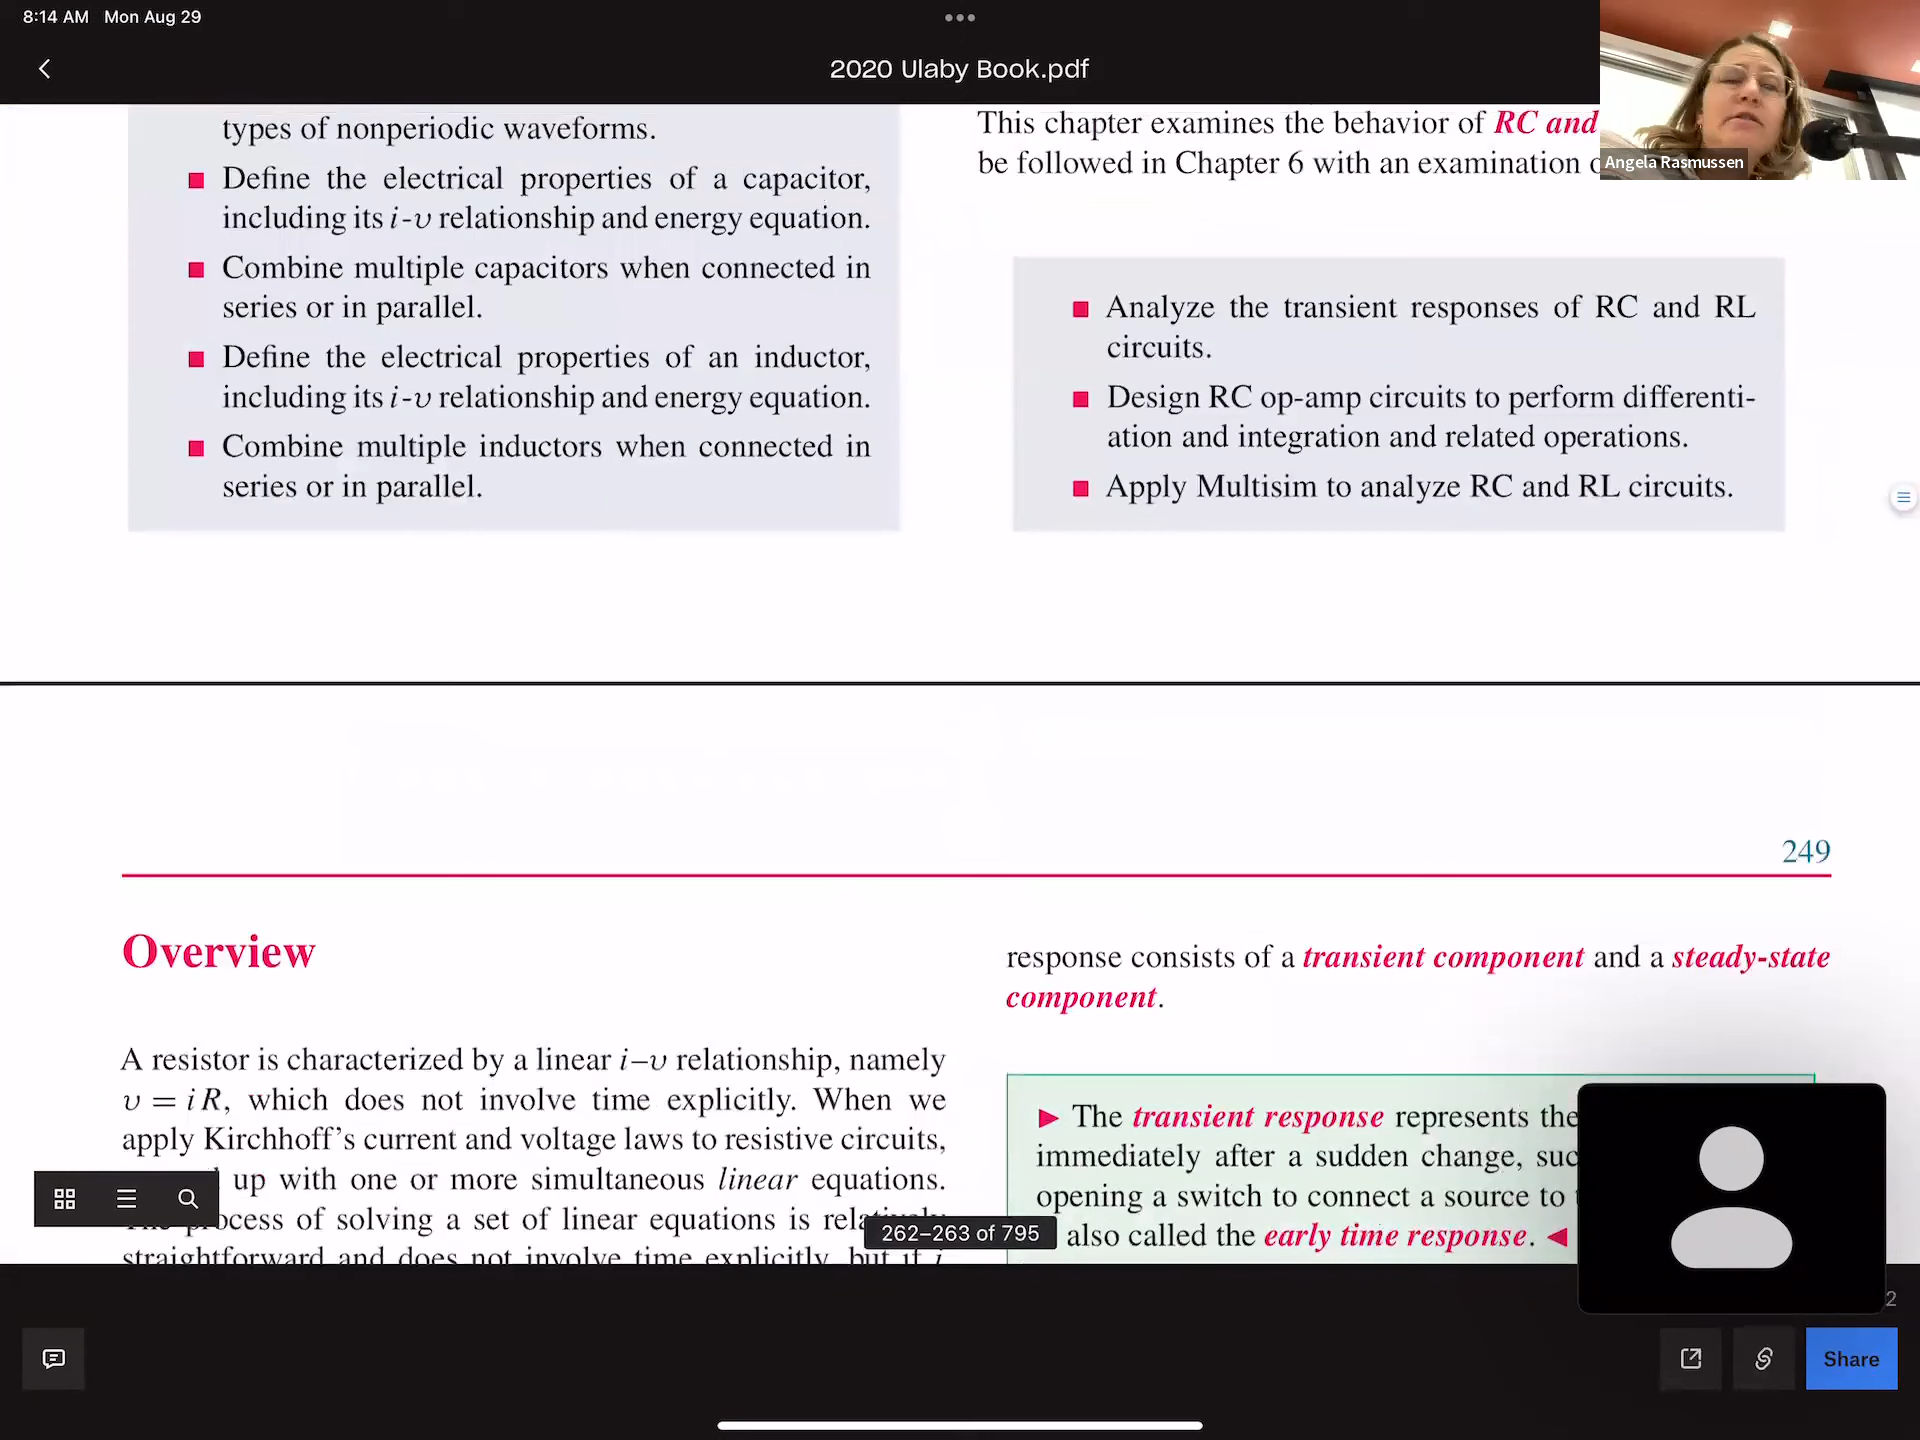 8:14 AM Mon Aug 29
2020 Ulaby Book.pdf
Angela Rasmussen
types of nonperiodic waveforms.
Define the electrical properties of a capacitor,
including its i-υ relationship and energy equation.
Combine multiple capacitors when connected in
series or in parallel.
Define the electrical properties of an inductor,
including its i-υ relationship and energy equation.
Combine multiple inductors when connected in
series or in parallel.
This chapter examines the behavior of RC and
be followed in Chapter 6 with an examination
Analyze the transient responses of RC and RL
circuits.
Design RC op-amp circuits to perform differenti-
ation and integration and related operations.
Apply Multisim to analyze RC and RL circuits.
249
Overview
A resistor is characterized by a linear i–υ relationship, namely
υ = iR, which does not involve time explicitly. When we
apply Kirchhoff's current and voltage laws to resistive circuits,
up with one or more simultaneous linear equations.
process of solving a set of linear equations is relatively
straightforward and does not involve time explicitly, but if i
response consists of a transient component and a steady-state
component.
► The transient response represents the
immediately after a sudden change,
opening a switch to connect a source to
also called the early time response. ◄
262–263 of 795
2
Share